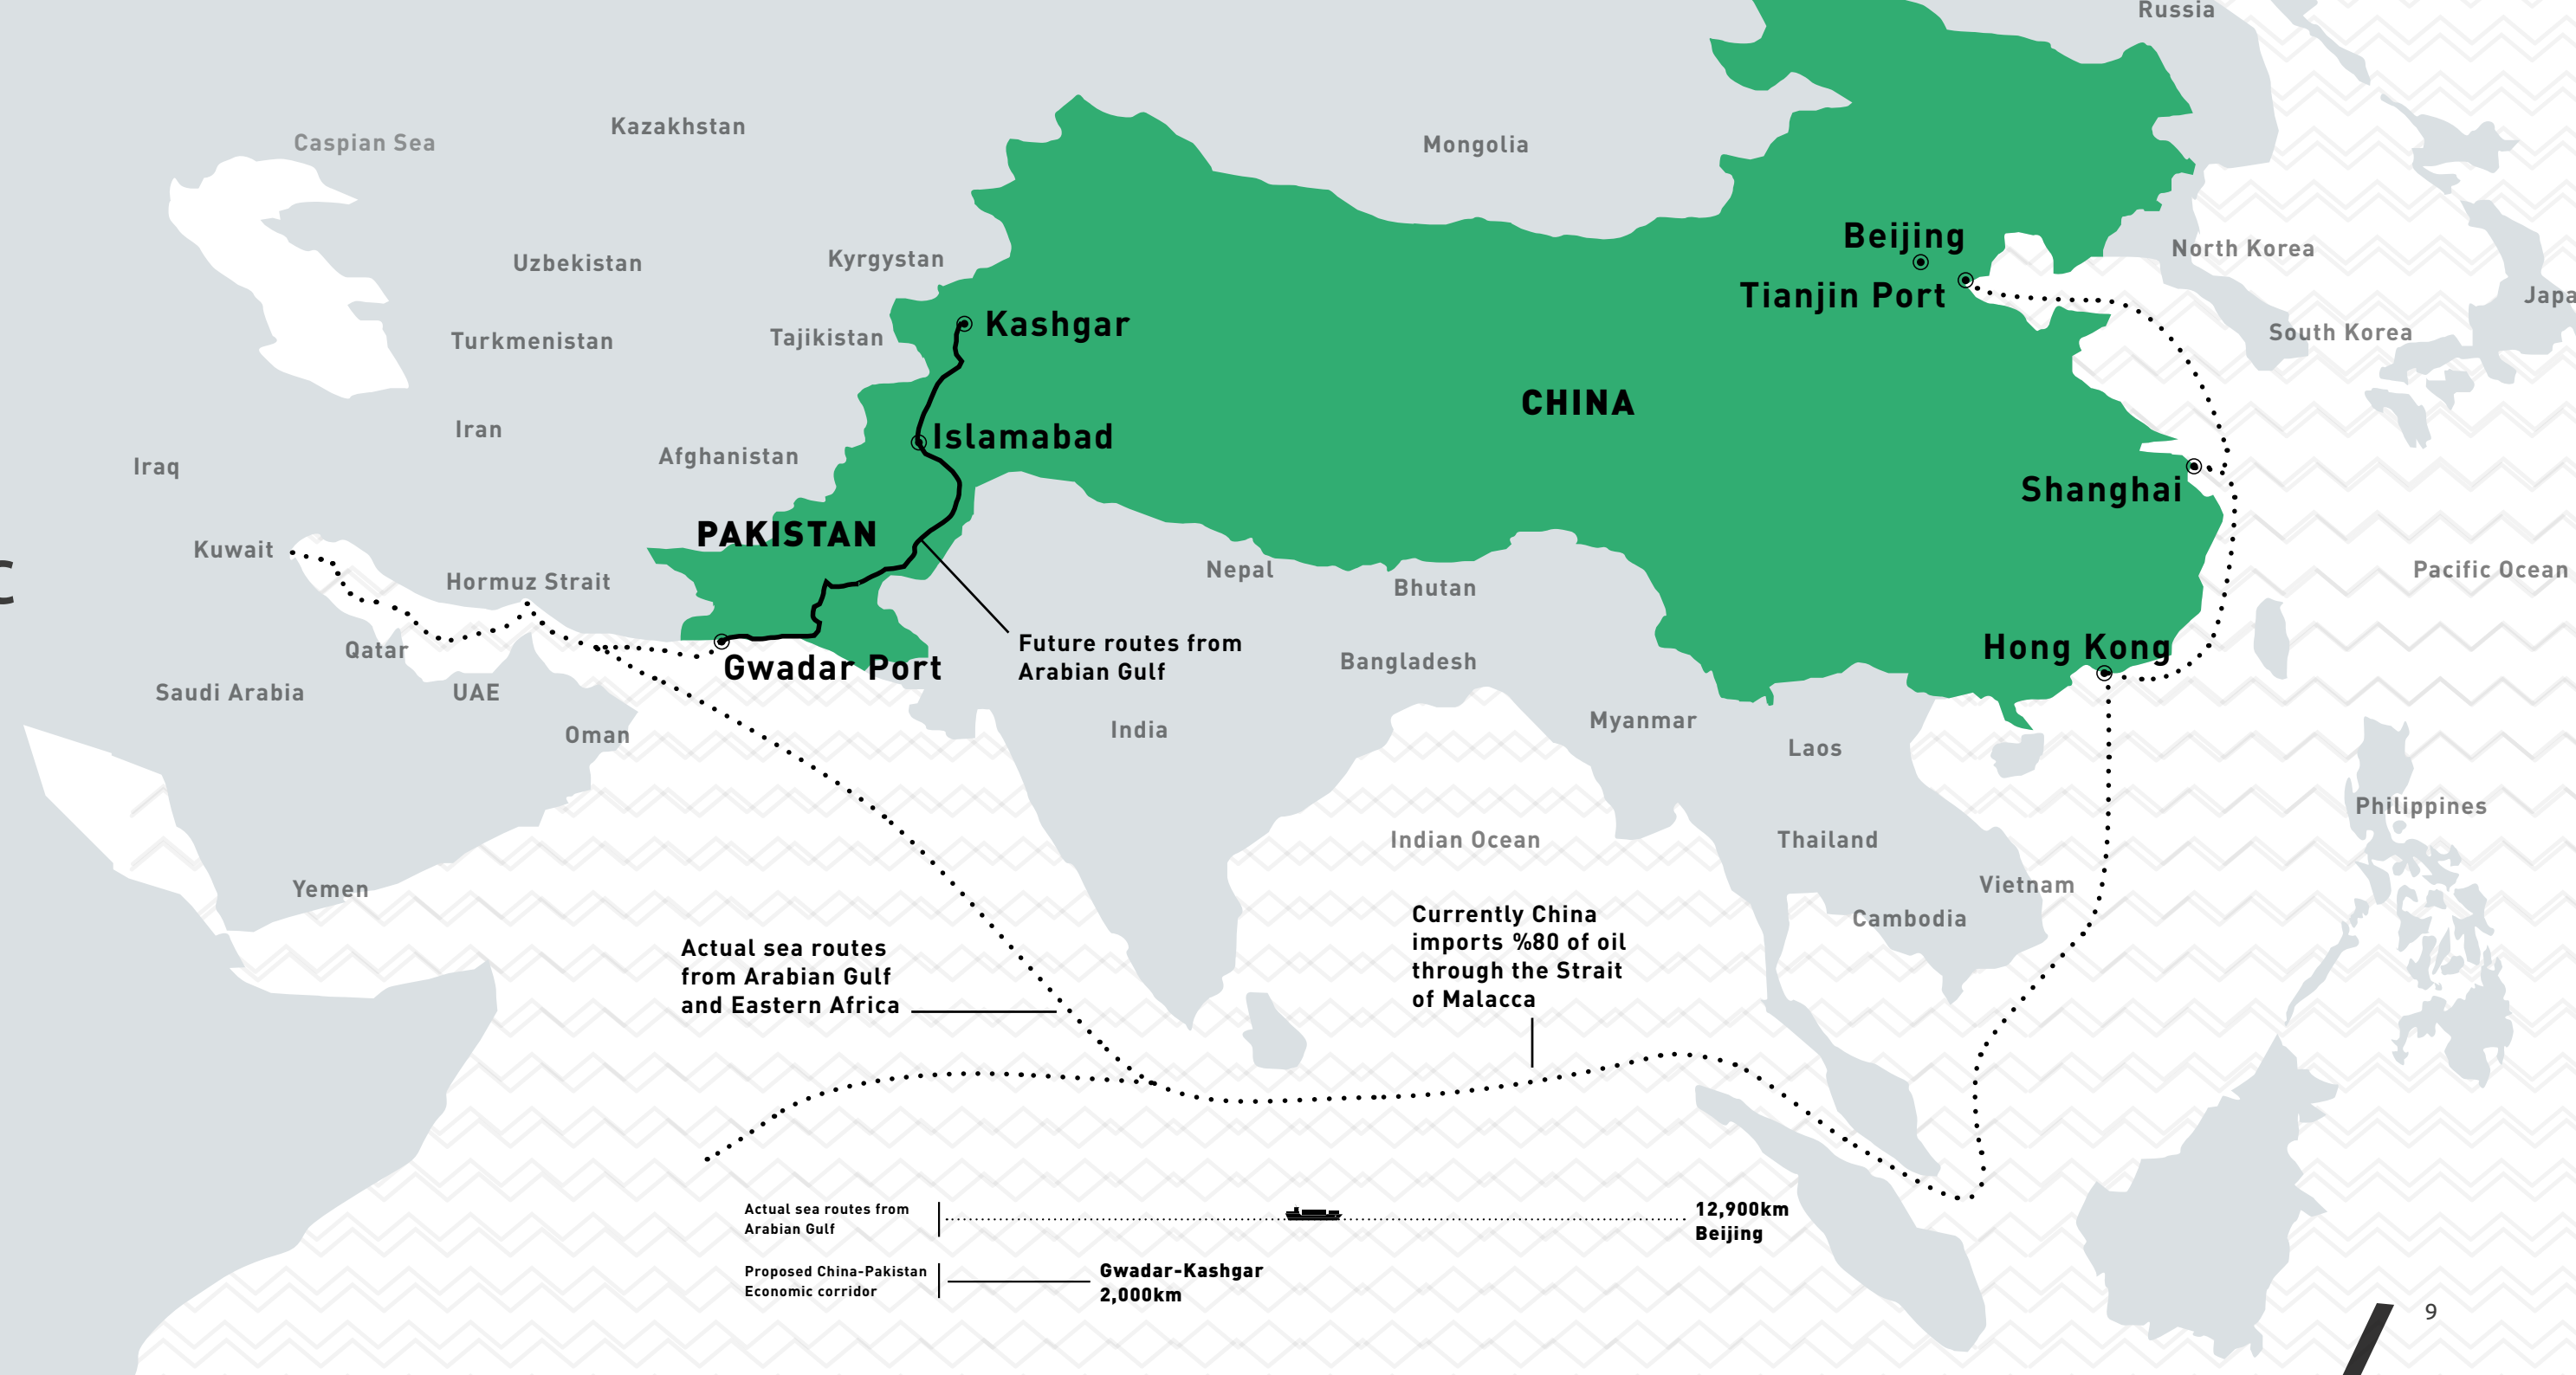 Russia
Kazakhstan
Caspian Sea
Mongolia
Beijing
North Korea
Uzbekistan
Kyrgystan
Tianjin Port
Kashgar
South Korea
Turkmenistan
Tajikistan
CHINA
Iran
Islamabad
Afghanistan
Iraq
Shanghai
PAKISTAN
Kuwait
Hormuz Strait
Nepal
Bhutan
Pacific Ocean
Qatar
Gwadar Port
Future routes from
Arabian Gulf
Bangladesh
Hong Kong
Saudi Arabia
UAE
Oman
India
Myanmar
Laos
Philippines
Indian Ocean
Thailand
Yemen
Vietnam
Cambodia
Actual sea routes
from Arabian Gulf
and Eastern Africa
Currently China
imports %80 of oil
through the Strait
of Malacca
Actual sea routes from
Arabian Gulf
12,900km
Beijing
Proposed China-Pakistan
Economic corridor
Gwadar-Kashgar
2,000km
9